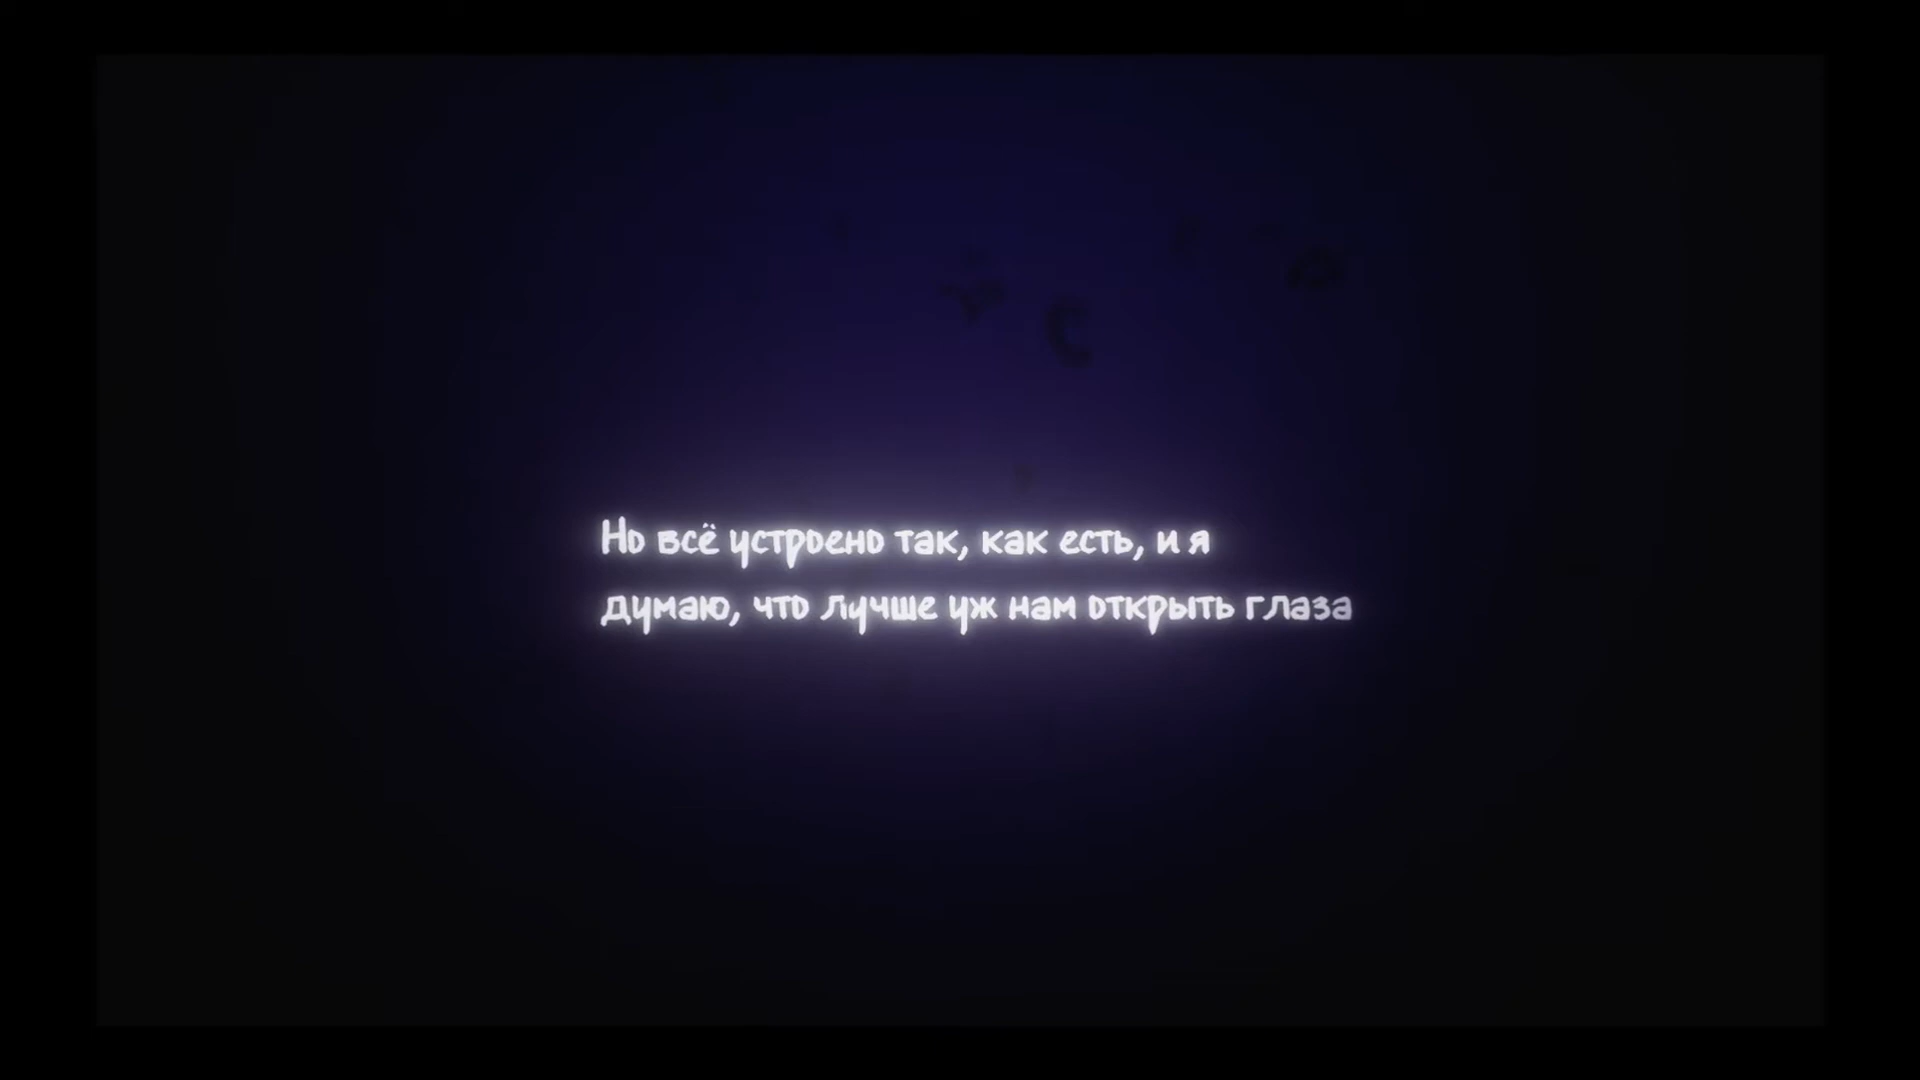 Но всё устроено так, как есть, и я
думаю, что лучше уж нам открыть глаза